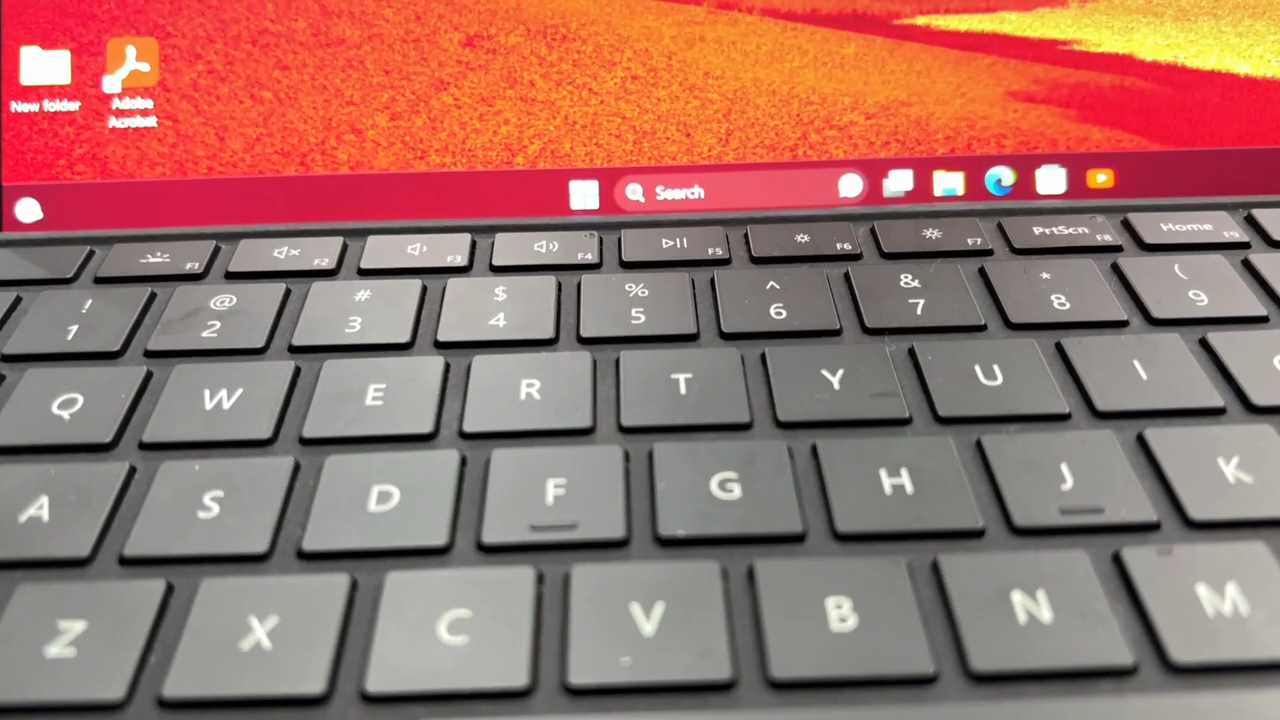 New folder
Adobe
Acrobat
Search
F1 F2 F3 F4 F5 F6 F7 PrtScn F8 Home F9
! @ # $ % ^ & * (
1 2 3 4 5 6 7 8 9
Q W E R T Y U I
A S D F G H J K
Z X C V B N M